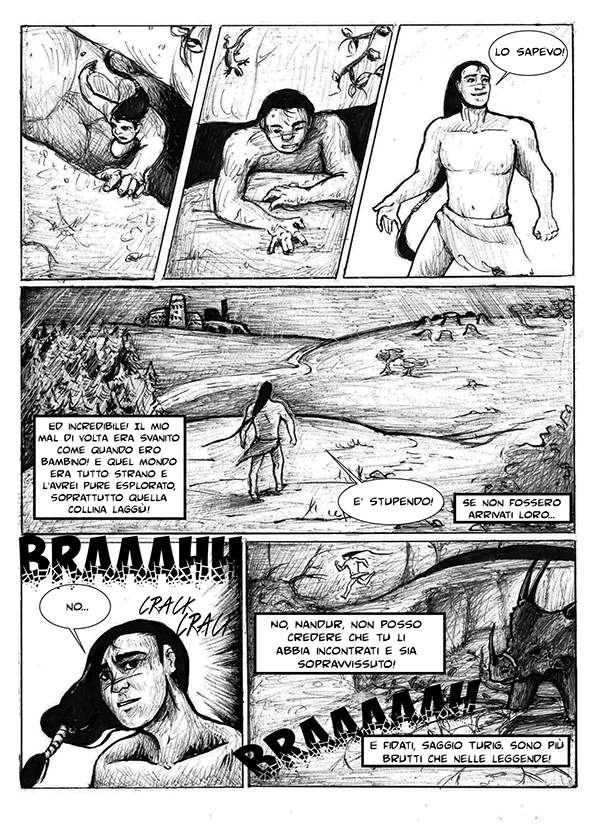 LO SAPEVO!
ED INCREDIBILE! IL MIO
MAL DI VOLTA ERA SVANITO
COME QUANDO ERO
BAMBINO! E QUEL MONDO
ERA TUTTO STRANO E
L'AVREI PURE ESPLORATO,
SOPRATTUTTO QUELLA
COLLINA LAGGIÙ!
E' STUPENDO!
SE NON FOSSERO
ARRIVATI LORO...
BRAAAAHH
NO...
CRACK
CRACK
NO, NANDUR, NON POSSO
CREDERE CHE TU LI
ABBIA INCONTRATI E SIA
SOPRAVVISSUTO!
BRAAAAAAH
E FIDATI, SAGGIO TURIG, SONO PIÙ
BRUTTI CHE NELLE LEGGENDE!